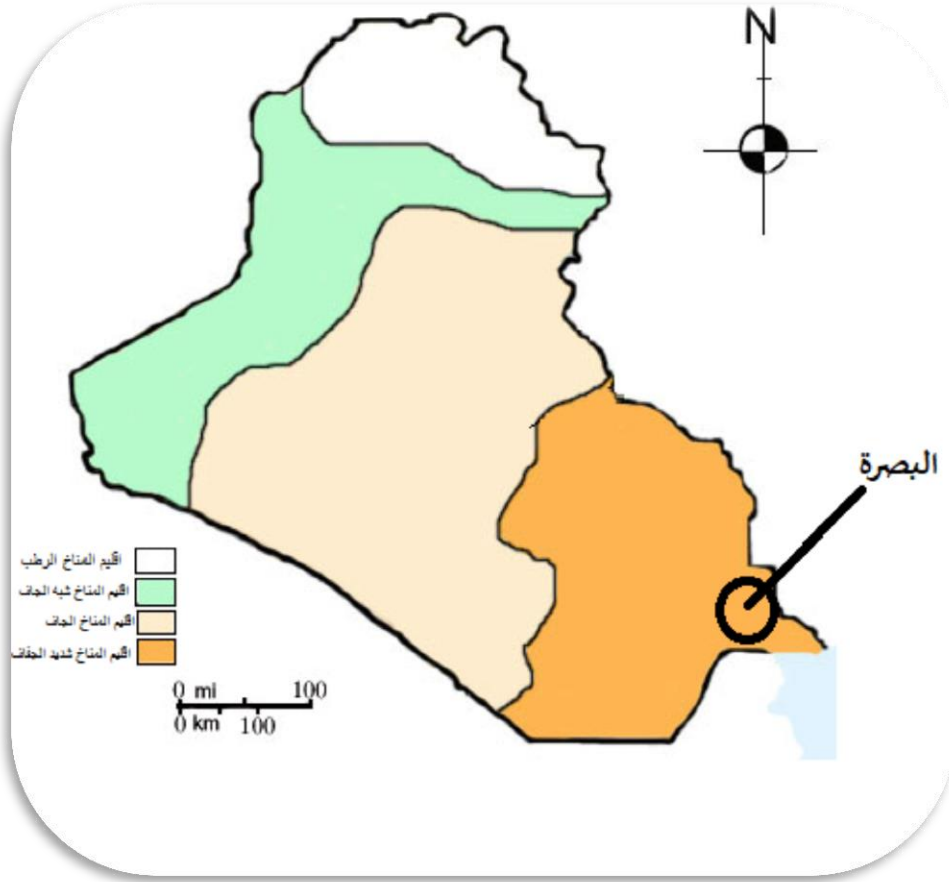 N
البصرة
اقليم المناخ الرطب
اقليم المناخ شبه الجاف
اقليم المناخ الجاف
اقليم المناخ شديد الجفاف
0 mi 100
0 km 100